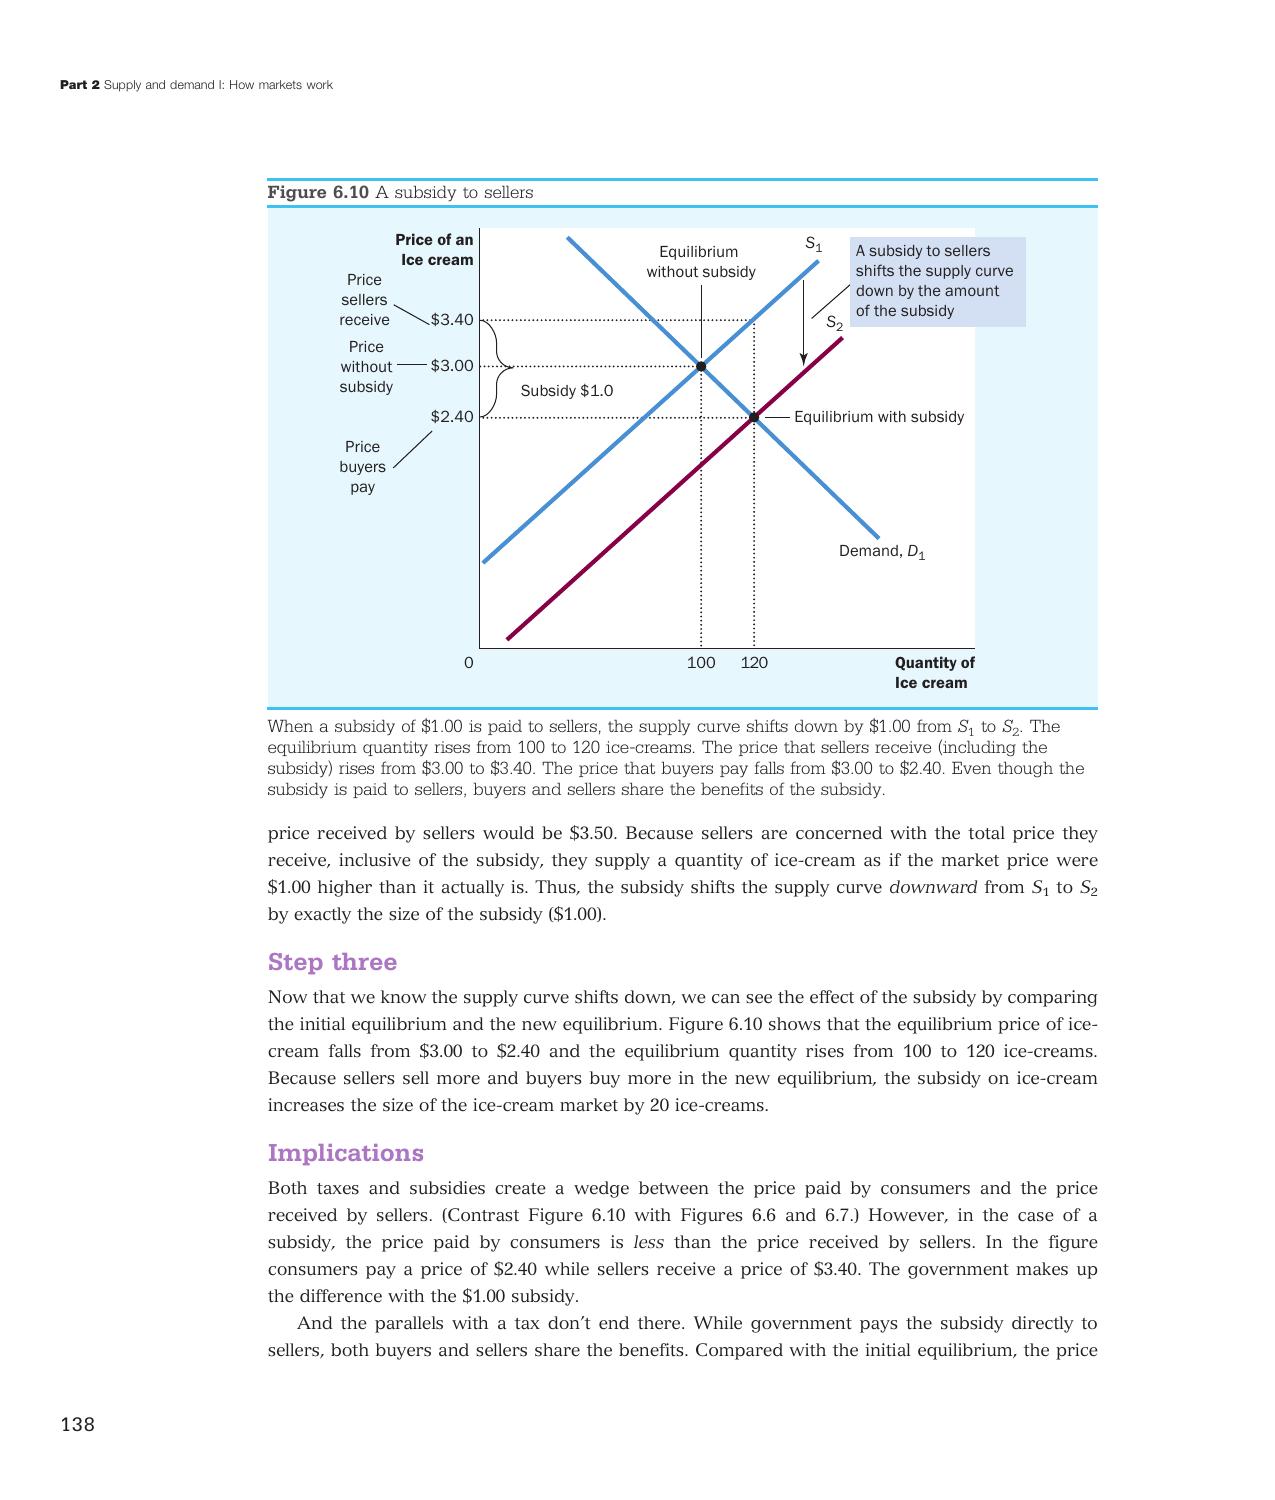 Part 2 Supply and demand I: How markets work
Figure 6.10 A subsidy to sellers
Price of an
Ice cream
Price
sellers
receive
$3.40
Price
without
subsidy
$3.00
$2.40
Price
buyers
pay
Subsidy $1.0
Equilibrium
without subsidy
S1
A subsidy to sellers
shifts the supply curve
down by the amount
of the subsidy
S2
Equilibrium with subsidy
Demand, D1
0
100
120
Quantity of
Ice cream
When a subsidy of $1.00 is paid to sellers, the supply curve shifts down by $1.00 from S1 to S2. The
equilibrium quantity rises from 100 to 120 ice-creams. The price that sellers receive (including the
subsidy) rises from $3.00 to $3.40. The price that buyers pay falls from $3.00 to $2.40. Even though the
subsidy is paid to sellers, buyers and sellers share the benefits of the subsidy.
price received by sellers would be $3.50. Because sellers are concerned with the total price they
receive, inclusive of the subsidy, they supply a quantity of ice-cream as if the market price were
$1.00 higher than it actually is. Thus, the subsidy shifts the supply curve downward from S1 to S2
by exactly the size of the subsidy ($1.00).
Step three
Now that we know the supply curve shifts down, we can see the effect of the subsidy by comparing
the initial equilibrium and the new equilibrium. Figure 6.10 shows that the equilibrium price of ice-
cream falls from $3.00 to $2.40 and the equilibrium quantity rises from 100 to 120 ice-creams.
Because sellers sell more and buyers buy more in the new equilibrium, the subsidy on ice-cream
increases the size of the ice-cream market by 20 ice-creams.
Implications
Both taxes and subsidies create a wedge between the price paid by consumers and the price
received by sellers. (Contrast Figure 6.10 with Figures 6.6 and 6.7.) However, in the case of a
subsidy, the price paid by consumers is less than the price received by sellers. In the figure
consumers pay a price of $2.40 while sellers receive a price of $3.40. The government makes up
the difference with the $1.00 subsidy.
And the parallels with a tax don't end there. While government pays the subsidy directly to
sellers, both buyers and sellers share the benefits. Compared with the initial equilibrium, the price
138